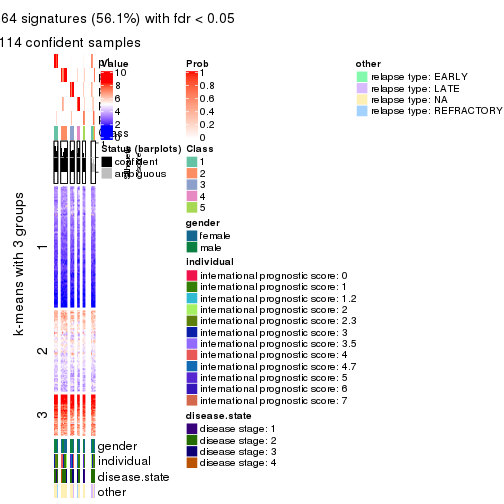 64 signatures (56.1%) with fdr < 0.05
114 confident samples
Value
10
8
6
4
2
0
Class
Status (barplots)
confident
ambiguous
k-means with 3 groups
1
2
3
gender
individual
disease.state
other
Prob
1
0.8
0.6
0.4
0.2
0
Class
1
2
3
4
5
gender
female
male
individual
international prognostic score: 0
international prognostic score: 1
international prognostic score: 1.2
international prognostic score: 2
international prognostic score: 2.3
international prognostic score: 3
international prognostic score: 3.5
international prognostic score: 4
international prognostic score: 4.7
international prognostic score: 5
international prognostic score: 6
international prognostic score: 7
disease.state
disease stage: 1
disease stage: 2
disease stage: 3
disease stage: 4
other
relapse type: EARLY
relapse type: LATE
relapse type: NA
relapse type: REFRACTORY